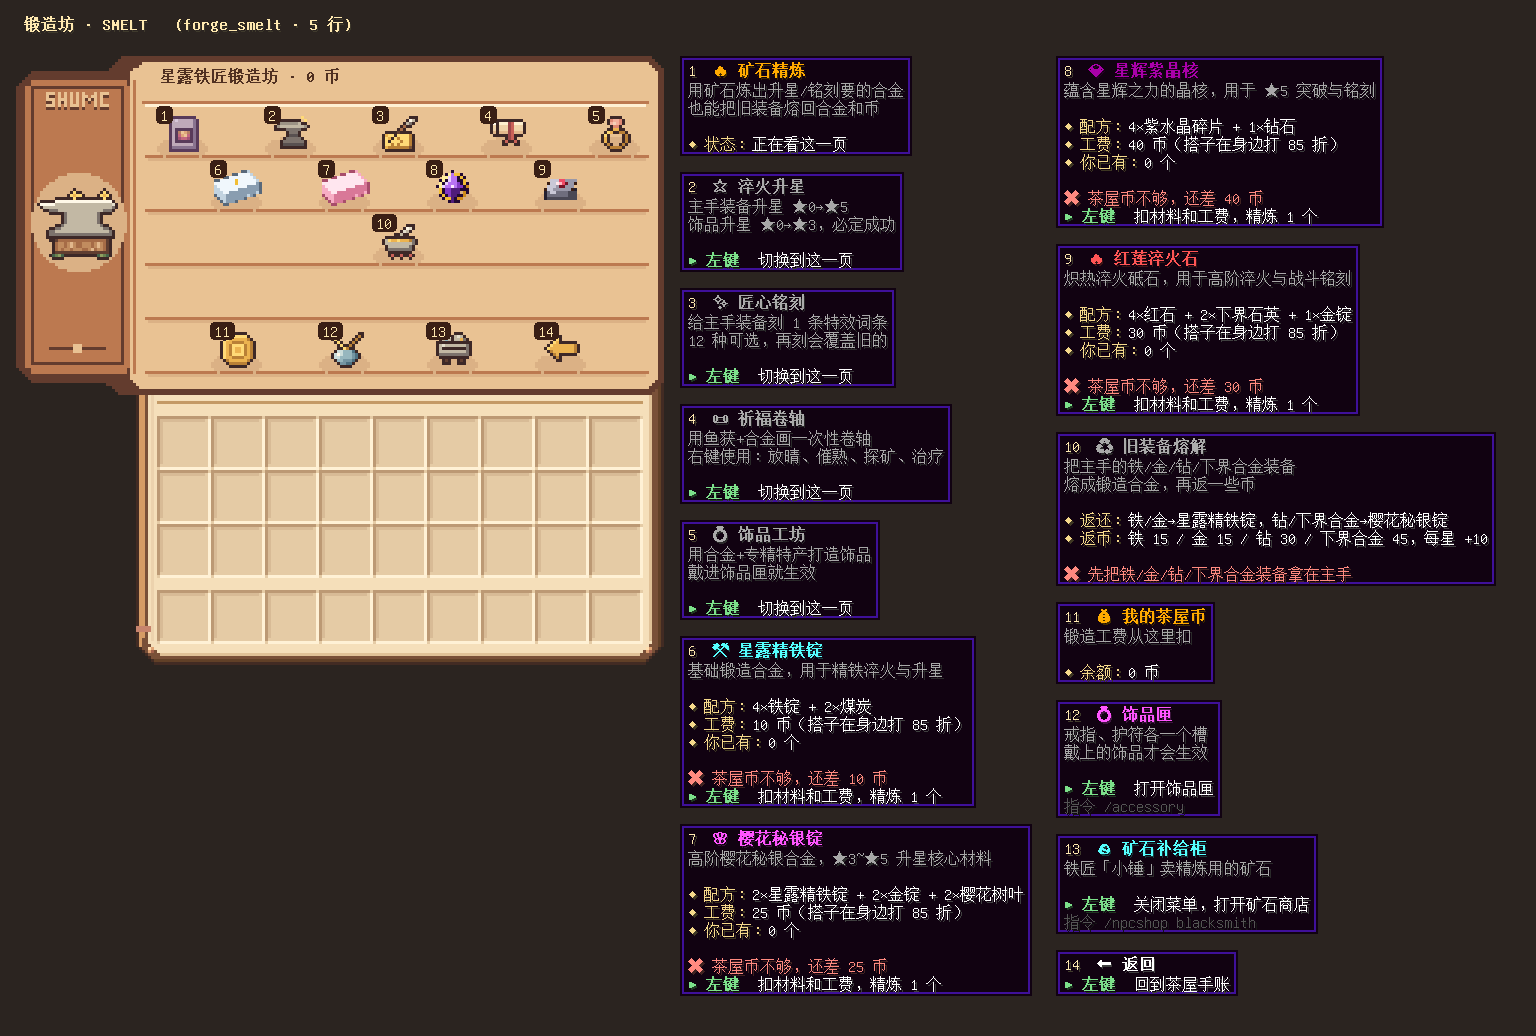 锻造坊 · SMELT (forge_smelt · 5 行)
星露铁匠锻造坊 · 0 币
SHUMC
1
2
3
4
5
6
7
8
9
10
11
12
13
14
1 矿石精炼
用矿石炼出升星/铭刻要的合金
也能把旧装备熔回合金和币
状态：正在看这一页
2 淬火升星
主手装备升星 ★0→★5
饰品升星 ★0→★3，必定成功
左键 切换到这一页
3 匠心铭刻
给主手装备刻 1 条特效词条
12 种可选，再刻会覆盖旧的
左键 切换到这一页
4 祈福卷轴
用鱼获+合金画一次性卷轴
右键使用：放晴、催熟、探矿、治疗
左键 切换到这一页
5 饰品工坊
用合金+专精特产打造饰品
戴进饰品匣就生效
左键 切换到这一页
6 星露精铁锭
基础锻造合金，用于精铁淬火与升星
配方：4×铁锭 + 2×煤炭
工费：10 币（搭子在身边打 85 折）
你已有：0 个
茶屋币不够，还差 10 币
左键 扣材料和工费，精炼 1 个
7 樱花秘银锭
高阶樱花秘银合金，★3~★5 升星核心材料
配方：2×星露精铁锭 + 2×金锭 + 2×樱花树叶
工费：25 币（搭子在身边打 85 折）
你已有：0 个
茶屋币不够，还差 25 币
左键 扣材料和工费，精炼 1 个
8 星辉紫晶核
蕴含星辉之力的晶核，用于 ★5 突破与铭刻
配方：4×紫水晶碎片 + 1×钻石
工费：40 币（搭子在身边打 85 折）
你已有：0 个
茶屋币不够，还差 40 币
左键 扣材料和工费，精炼 1 个
9 红莲淬火石
炽热淬火砥石，用于高阶淬火与战斗铭刻
配方：4×红石 + 2×下界石英 + 1×金锭
工费：30 币（搭子在身边打 85 折）
你已有：0 个
茶屋币不够，还差 30 币
左键 扣材料和工费，精炼 1 个
10 旧装备熔解
把主手的铁/金/钻/下界合金装备
熔成锻造合金，再返一些币
返还：铁/金→星露精铁锭，钻/下界合金→樱花秘银锭
返币：铁 15 / 金 15 / 钻 30 / 下界合金 45，每星 +10
先把铁/金/钻/下界合金装备拿在主手
11 我的茶屋币
锻造工费从这里扣
余额：0 币
12 饰品匣
戒指、护符各一个槽
戴上的饰品才会生效
左键 打开饰品匣
指令 /accessory
13 矿石补给柜
铁匠「小锤」卖精炼用的矿石
左键 关闭菜单，打开矿石商店
指令 /npcshop blacksmith
14 返回
左键 回到茶屋手账